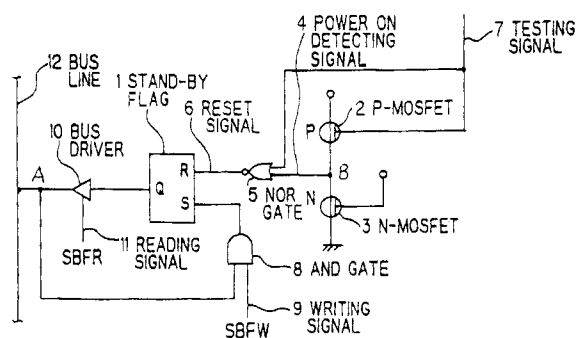 4 POWER ON
DETECTING
SIGNAL
7 TESTING
SIGNAL
12 BUS
LINE
1 STAND-BY
FLAG
6 RESET
SIGNAL
2 P-MOSFET
P
10 BUS
DRIVER
A
R
Q
S
B
5 NOR
GATE
N
3 N-MOSFET
11 READING
SIGNAL
SBFR
8 AND GATE
9 WRITING
SIGNAL
SBFW